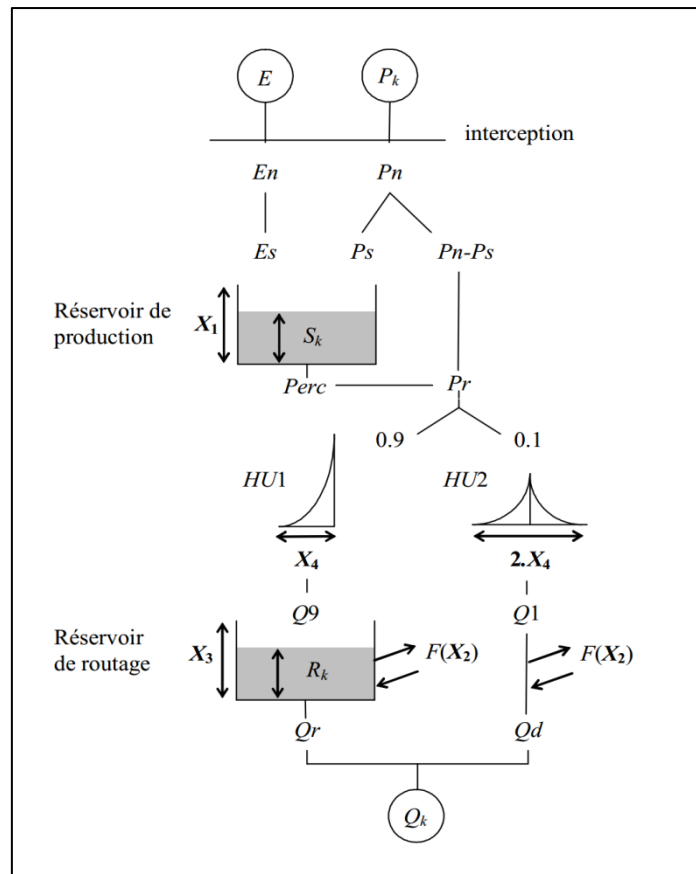 E
Pk
interception
En
Pn
Es
Ps
Pn-Ps
Réservoir de
production
X1
Sk
Perc
Pr
0.9
0.1
HU1
HU2
X4
2.X4
Q9
Q1
Réservoir
de routage
X3
Rk
F(X2)
F(X2)
Qr
Qd
Qk